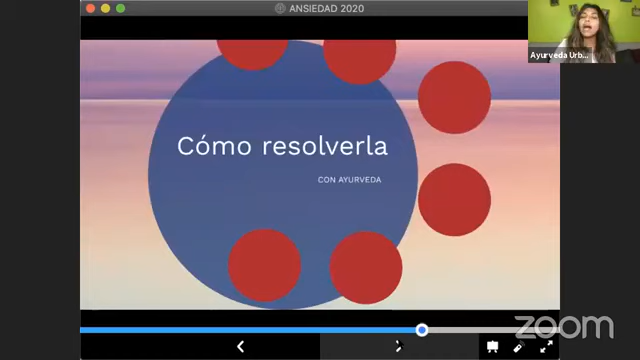 ANSIEDAD 2020
Ayurveda Urb...
Cómo resolverla
CON AYURVEDA
zoom